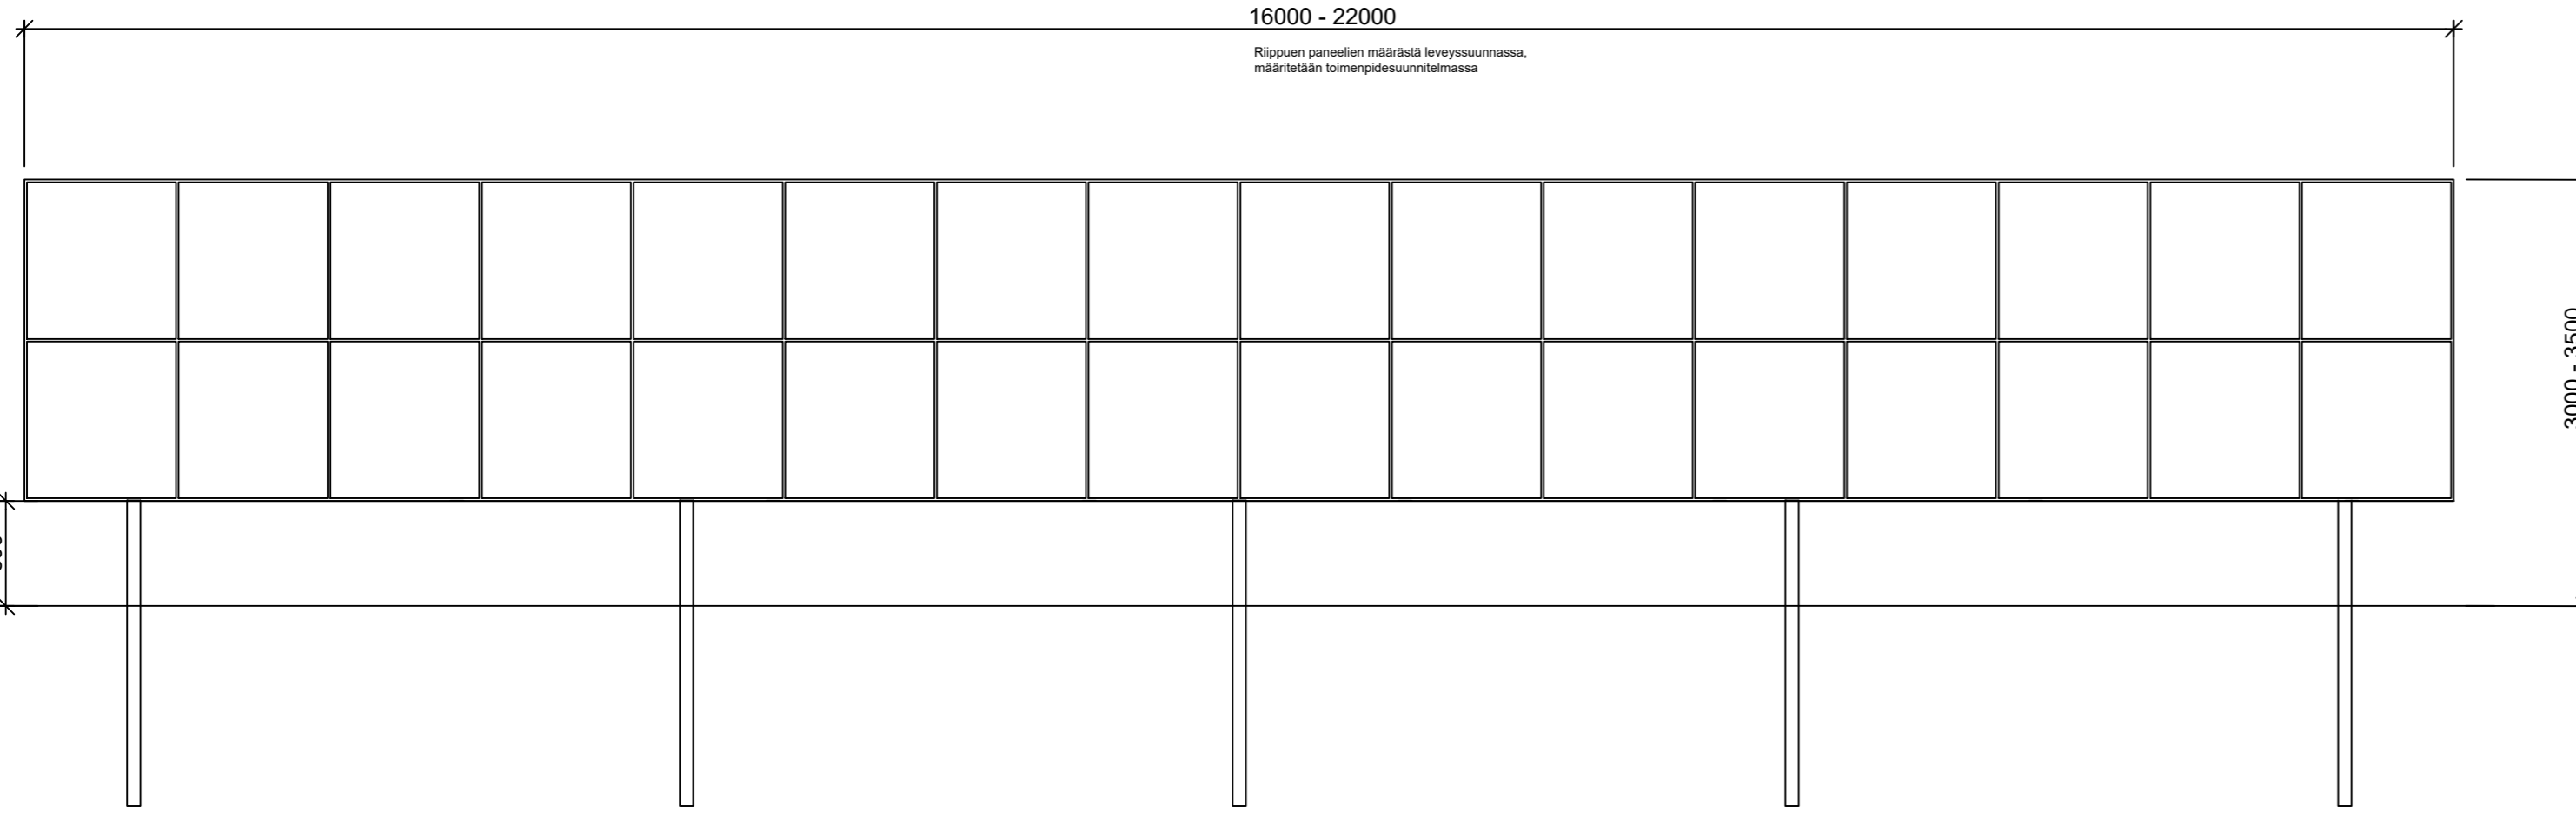 16000 - 22000
Riippuen paneelien määrästä leveyssuunnassa,
määritetään toimenpidesuunnitelmassa
3000 - 3500